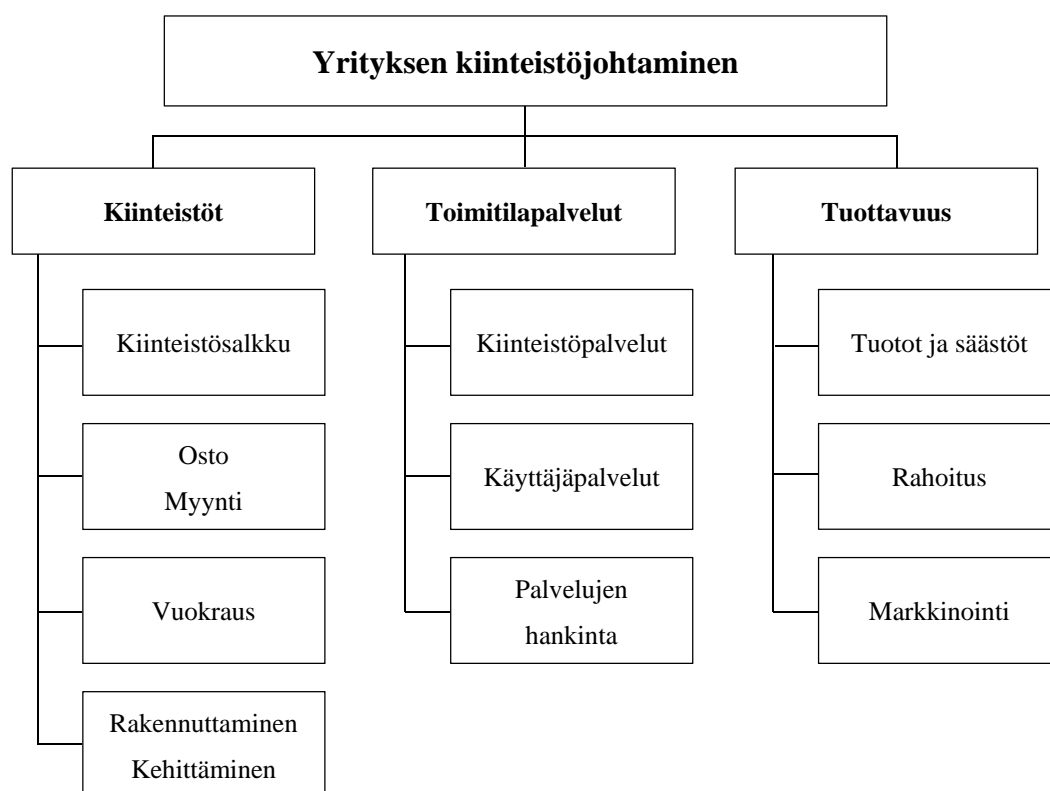 Yrityksen kiinteistöjohtaminen
Kiinteistöt
Kiinteistösalkku
Osto
Myynti
Vuokraus
Rakennuttaminen
Kehittäminen
Toimitilapalvelut
Kiinteistöpalvelut
Käyttäjäpalvelut
Palvelujen
hankinta
Tuottavuus
Tuotot ja säästöt
Rahoitus
Markkinointi